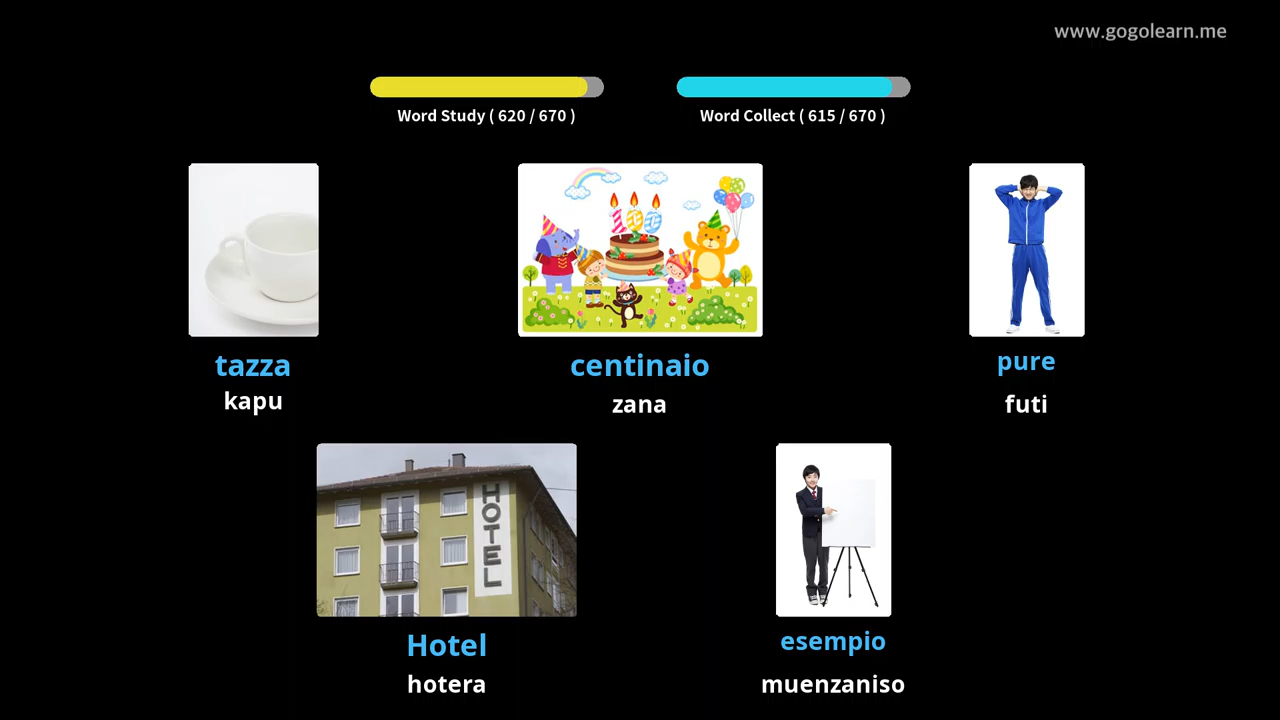 www.gogolearn.me
Word Study ( 620 / 670 )
Word Collect ( 615 / 670 )
tazza
kapu
centinaio
zana
pure
futi
HOTEL
Hotel
hotera
esempio
muenzaniso